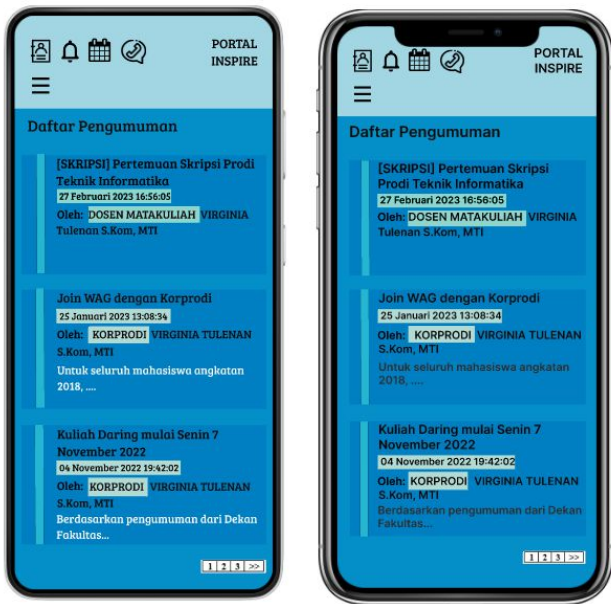 PORTAL
INSPIRE
Daftar Pengumuman
[SKRIPSI] Pertemuan Skripsi Prodi
Teknik Informatika
27 Februari 2023 16:56:05
Oleh: DOSEN MATAKULIAH VIRGINIA
Tulenan S.Kom, MTI
Join WAG dengan Korprodi
25 Januari 2023 13:08:34
Oleh: KORPRODI VIRGINIA TULENAN
S.Kom, MTI
Untuk seluruh mahasiswa angkatan
2018, ....
Kuliah Daring mulai Senin 7
November 2022
04 November 2022 19:42:02
Oleh: KORPRODI VIRGINIA TULENAN
S.Kom, MTI
Berdasarkan pengumuman dari Dekan
Fakultas...
1 2 3 >>
PORTAL
INSPIRE
Daftar Pengumuman
[SKRIPSI] Pertemuan Skripsi
Prodi Teknik Informatika
27 Februari 2023 16:56:05
Oleh: DOSEN MATAKULIAH VIRGINIA
Tulenan S.Kom, MTI
Join WAG dengan Korprodi
25 Januari 2023 13:08:34
Oleh: KORPRODI VIRGINIA TULENAN
S.Kom, MTI
Untuk seluruh mahasiswa angkatan
2018, ....
Kuliah Daring mulai Senin 7
November 2022
04 November 2022 19:42:02
Oleh: KORPRODI VIRGINIA TULENAN
S.Kom, MTI
Berdasarkan pengumuman dari Dekan
Fakultas...
1 2 3 >>